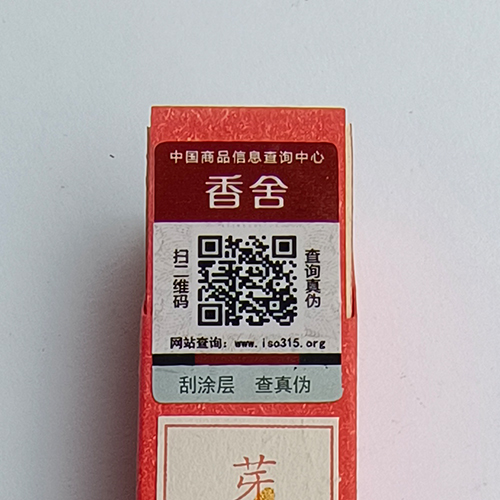 中国商品信息查询中心
香舍
扫二维码
查询真伪
网站查询：www.iso315.org
刮涂层 查真伪
芽